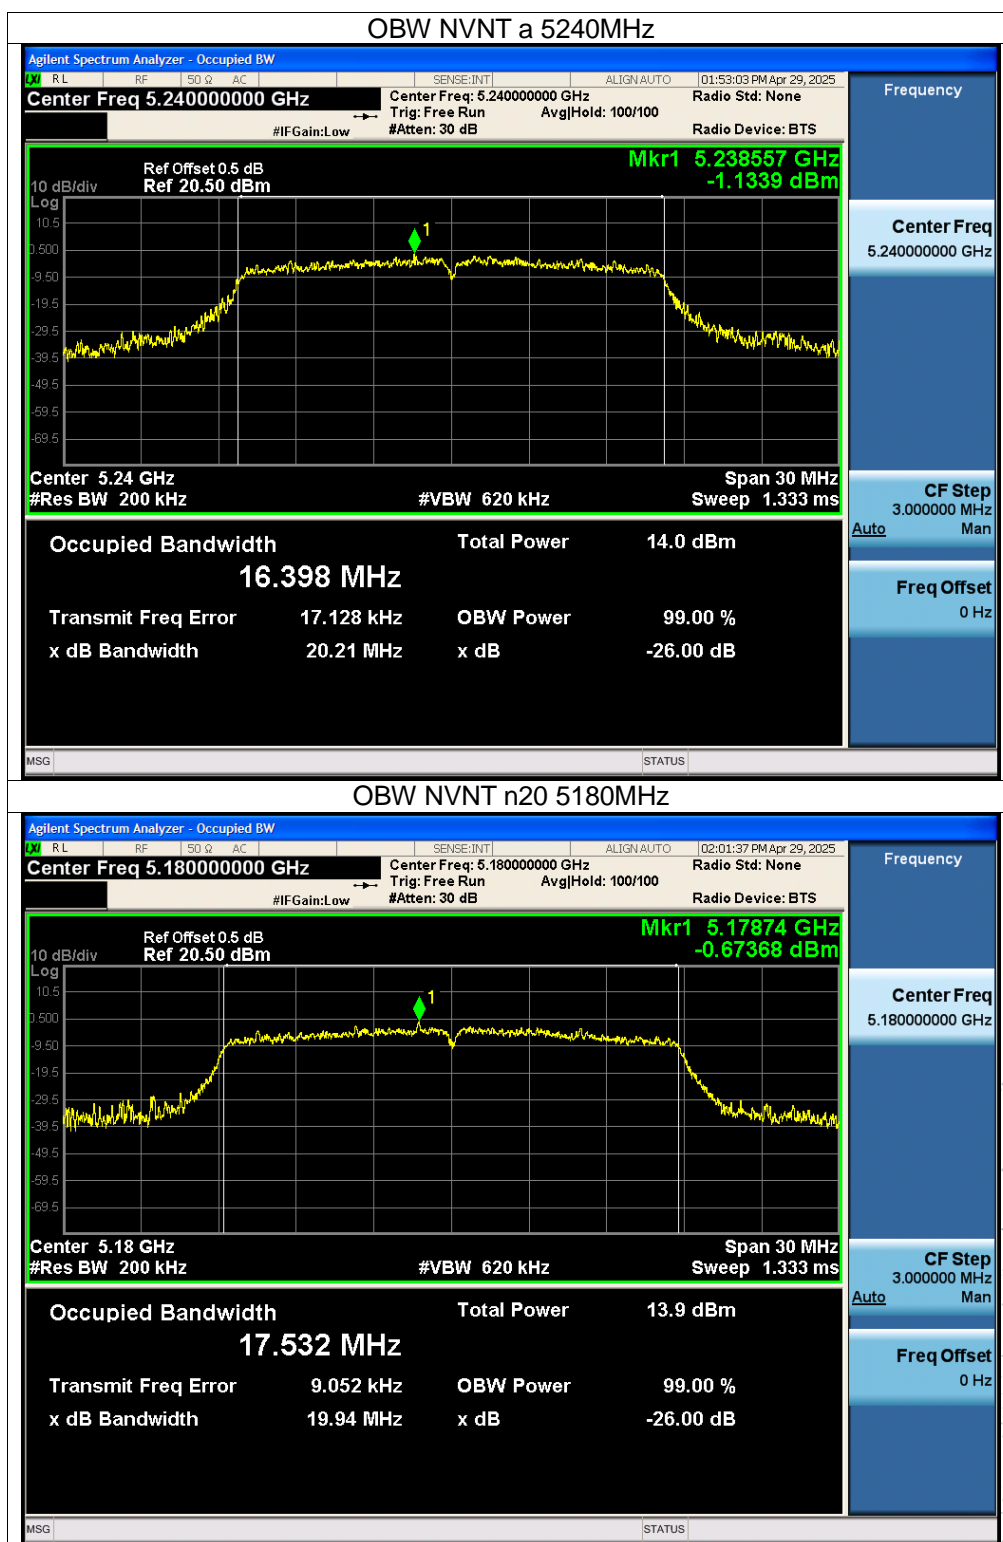 OBW NVNT a 5240MHz
Agilent Spectrum Analyzer - Occupied BW
LXI RL RF 50 Ω AC SENSE:INT ALIGN AUTO 01:53:03 PM Apr 29, 2025
Center Freq 5.240000000 GHz Center Freq: 5.240000000 GHz Radio Std: None Frequency
Trig: Free Run Avg|Hold: 100/100
#IFGain:Low #Atten: 30 dB Radio Device: BTS
Mkr1 5.238557 GHz
Ref Offset 0.5 dB
10 dB/div Ref 20.50 dBm -1.1339 dBm
Log
10.5
1
0.500
-9.50
-19.5
-29.5
-39.5
-49.5
-59.5
-69.5
Center Freq
5.240000000 GHz
Center 5.24 GHz Span 30 MHz
#Res BW 200 kHz #VBW 620 kHz Sweep 1.333 ms
CF Step
3.000000 MHz
Auto Man
Occupied Bandwidth Total Power 14.0 dBm
16.398 MHz
Freq Offset
0 Hz
Transmit Freq Error 17.128 kHz OBW Power 99.00 %
x dB Bandwidth 20.21 MHz x dB -26.00 dB
MSG STATUS
OBW NVNT n20 5180MHz
Agilent Spectrum Analyzer - Occupied BW
LXI RL RF 50 Ω AC SENSE:INT ALIGN AUTO 02:01:37 PM Apr 29, 2025
Center Freq 5.180000000 GHz Center Freq: 5.180000000 GHz Radio Std: None Frequency
Trig: Free Run Avg|Hold: 100/100
#IFGain:Low #Atten: 30 dB Radio Device: BTS
Mkr1 5.17874 GHz
Ref Offset 0.5 dB
10 dB/div Ref 20.50 dBm -0.67368 dBm
Log
10.5
1
0.500
-9.50
-19.5
-29.5
-39.5
-49.5
-59.5
-69.5
Center Freq
5.180000000 GHz
Center 5.18 GHz Span 30 MHz
#Res BW 200 kHz #VBW 620 kHz Sweep 1.333 ms
CF Step
3.000000 MHz
Auto Man
Occupied Bandwidth Total Power 13.9 dBm
17.532 MHz
Freq Offset
0 Hz
Transmit Freq Error 9.052 kHz OBW Power 99.00 %
x dB Bandwidth 19.94 MHz x dB -26.00 dB
MSG STATUS